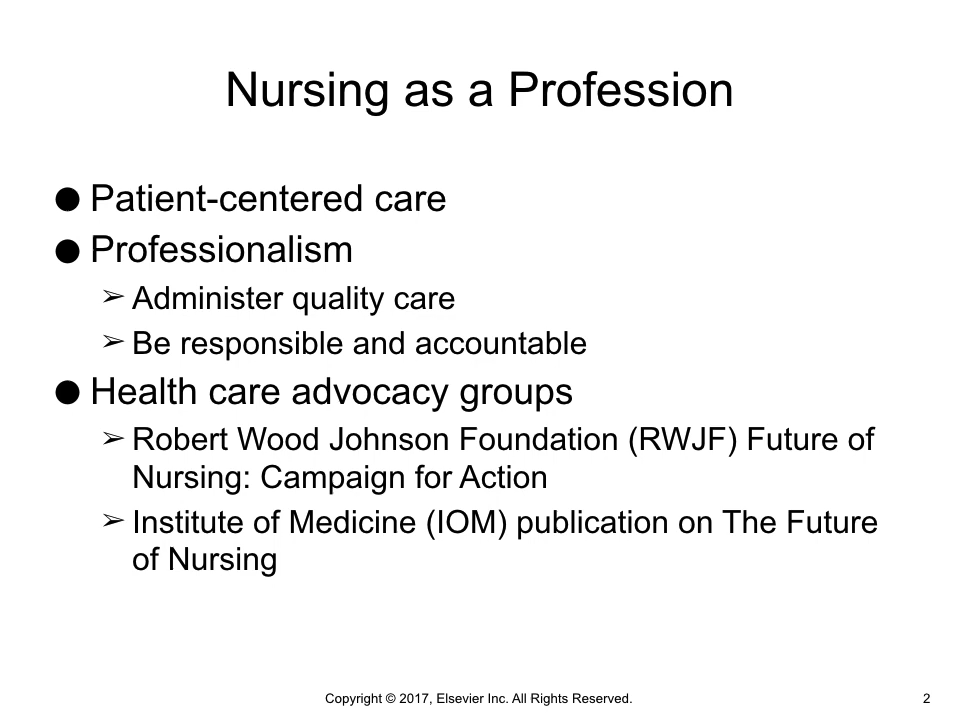 Nursing as a Profession
● Patient-centered care
● Professionalism
➢ Administer quality care
➢ Be responsible and accountable
● Health care advocacy groups
➢ Robert Wood Johnson Foundation (RWJF) Future of
Nursing: Campaign for Action
➢ Institute of Medicine (IOM) publication on The Future
of Nursing
Copyright © 2017, Elsevier Inc. All Rights Reserved.
2